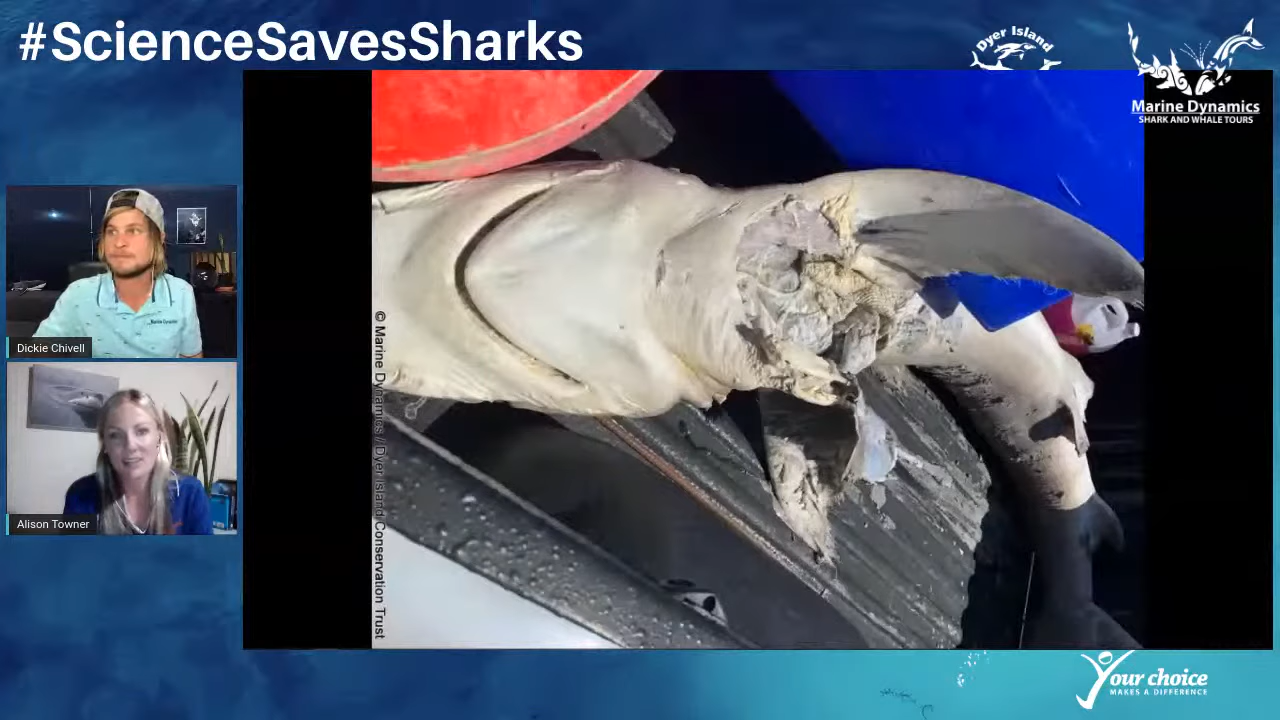 #ScienceSavesSharks
Dyer Island
Marine Dynamics
SHARK AND WHALE TOURS
Dickie Chivell
Alison Towner
© Marine Dynamics / Dyer Island Conservation Trust
Your choice
MAKES A DIFFERENCE